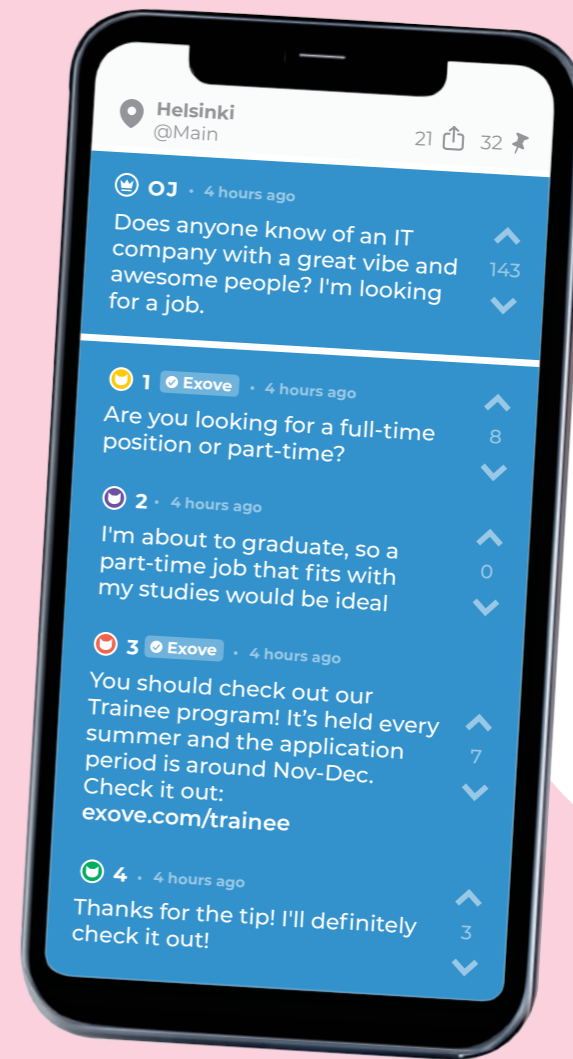 Helsinki
@Main
21 32
OJ · 4 hours ago
Does anyone know of an IT
company with a great vibe and
awesome people? I'm looking
for a job.
143
1 Exove · 4 hours ago
Are you looking for a full-time
position or part-time?
8
2 · 4 hours ago
I'm about to graduate, so a
part-time job that fits with
my studies would be ideal
0
3 Exove · 4 hours ago
You should check out our
Trainee program! It’s held every
summer and the application
period is around Nov-Dec.
Check it out:
exove.com/trainee
7
4 · 4 hours ago
Thanks for the tip! I'll definitely
check it out!
3